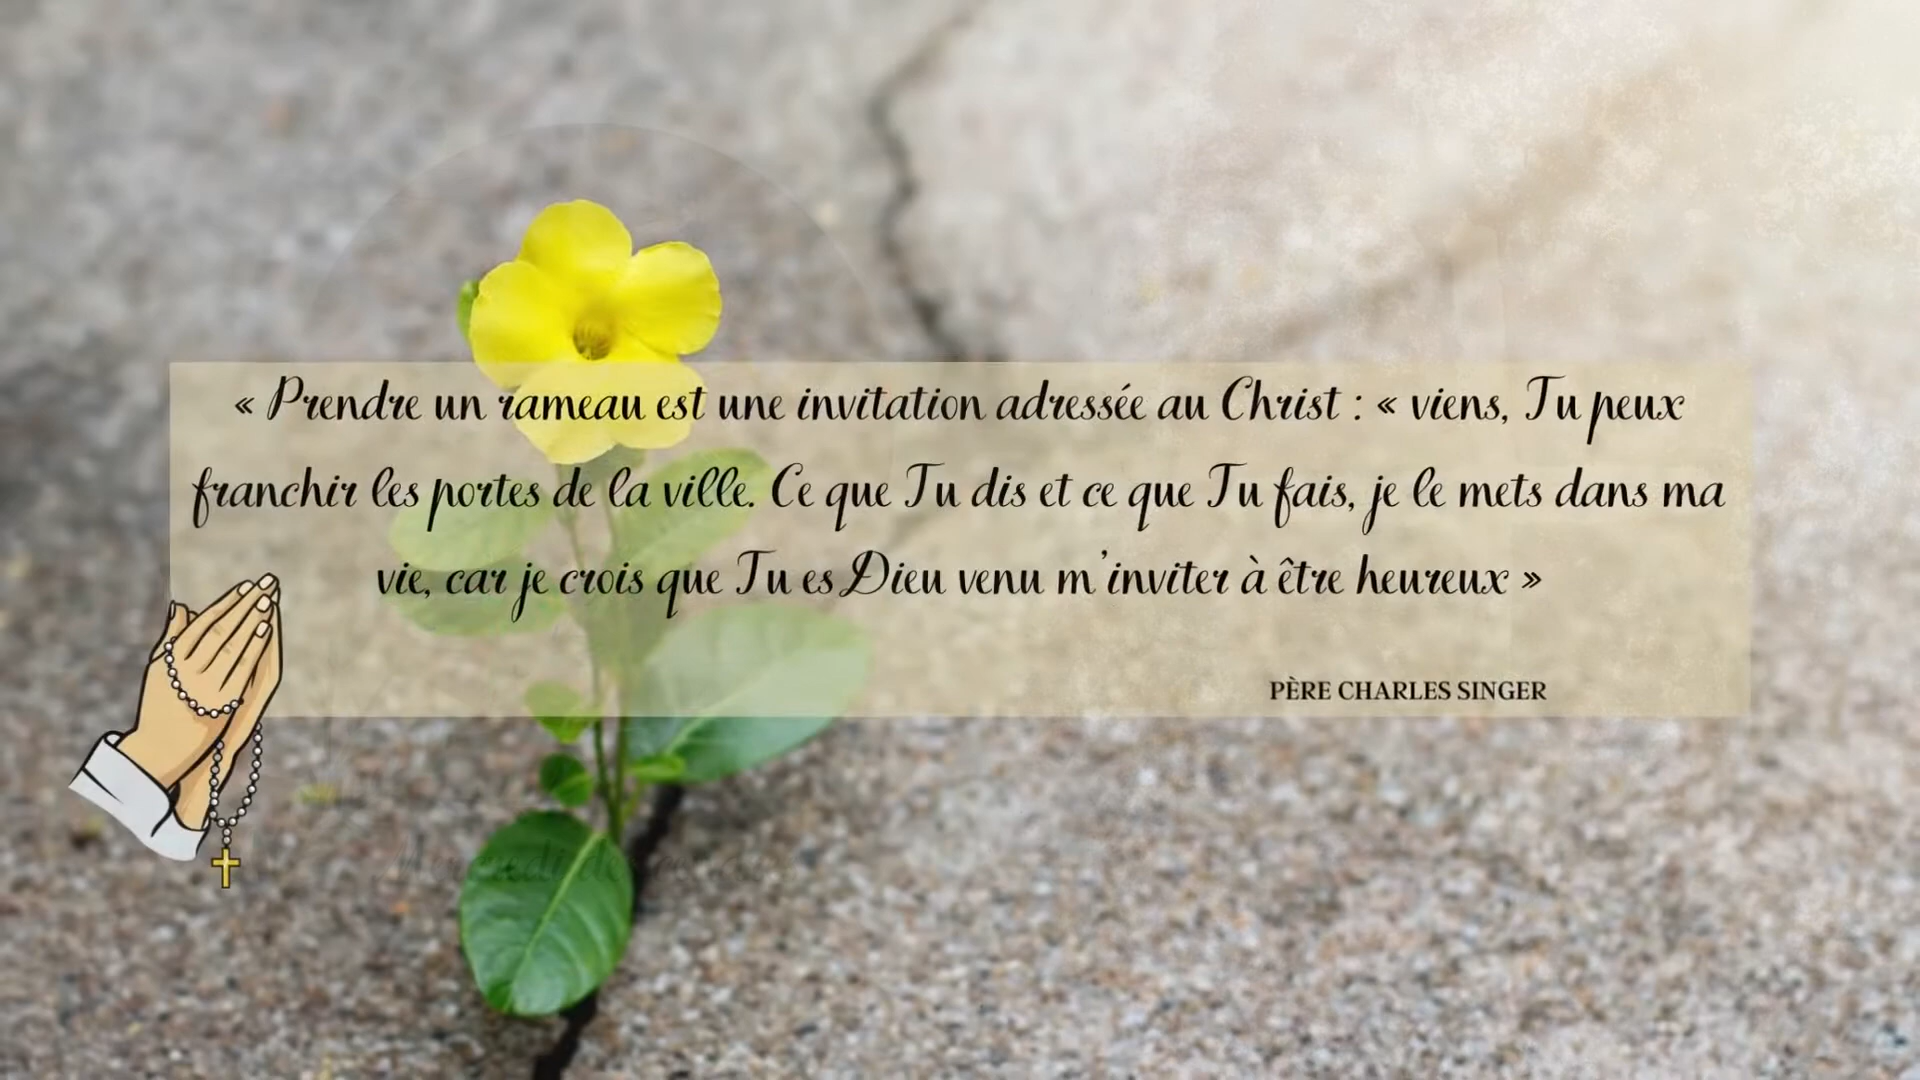 « Prendre un rameau est une invitation adressée au Christ : « viens, Tu peux
franchir les portes de la ville. Ce que Tu dis et ce que Tu fais, je le mets dans ma
vie, car je crois que Tu es Dieu venu m'inviter à être heureux »
PÈRE CHARLES SINGER